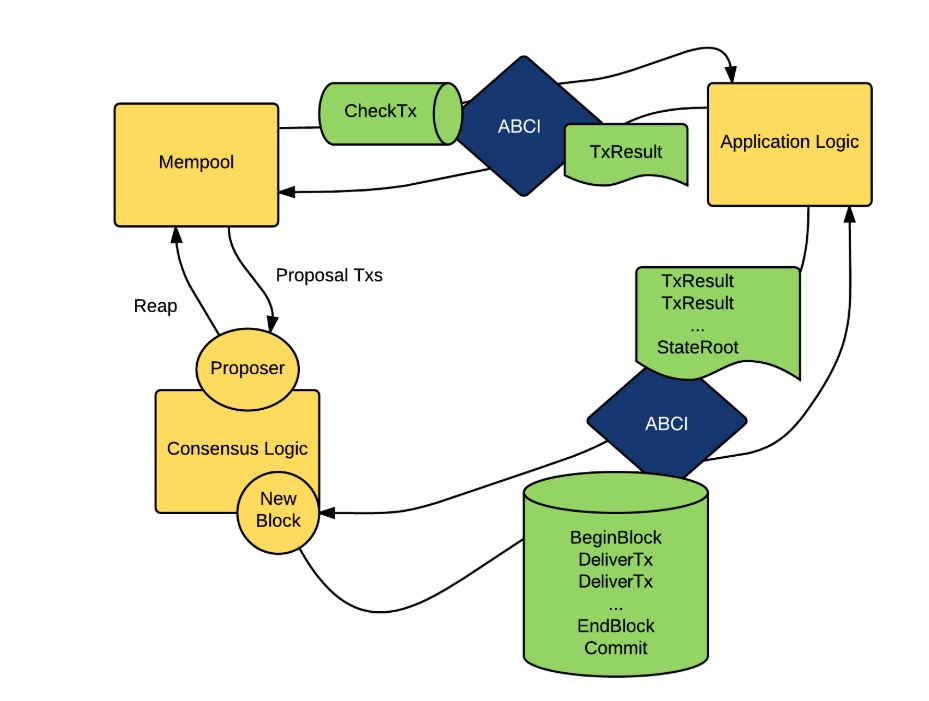 CheckTx
ABCI
Mempool
TxResult
Application Logic
Proposal Txs
Reap
TxResult
TxResult
...
StateRoot
Proposer
ABCI
Consensus Logic
New
Block
BeginBlock
DeliverTx
DeliverTx
...
EndBlock
Commit